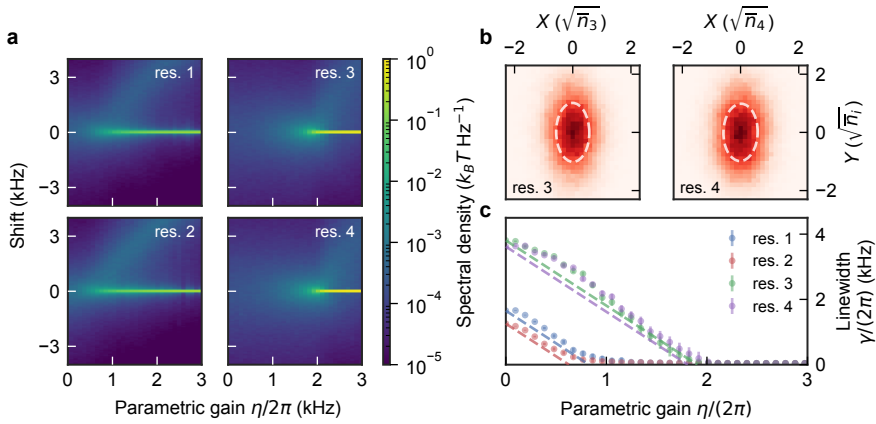 a
res. 1
res. 3
res. 2
res. 4
3
0
−3
3
0
−3
Shift (kHz)
0 1 2 3
0 1 2 3
Parametric gain η/2π (kHz)
10⁰
10⁻¹
10⁻²
10⁻³
10⁻⁴
10⁻⁵
Spectral density (k_BT Hz⁻¹)
b
X (√n̅₃)
X (√n̅₄)
−2 0 2
−2 0 2
res. 3
res. 4
2
0
−2
Y (√n̅ᵢ)
c
res. 1
res. 2
res. 3
res. 4
4
2
0
Linewidth
γ/(2π) (kHz)
0 1 2 3
Parametric gain η/(2π)